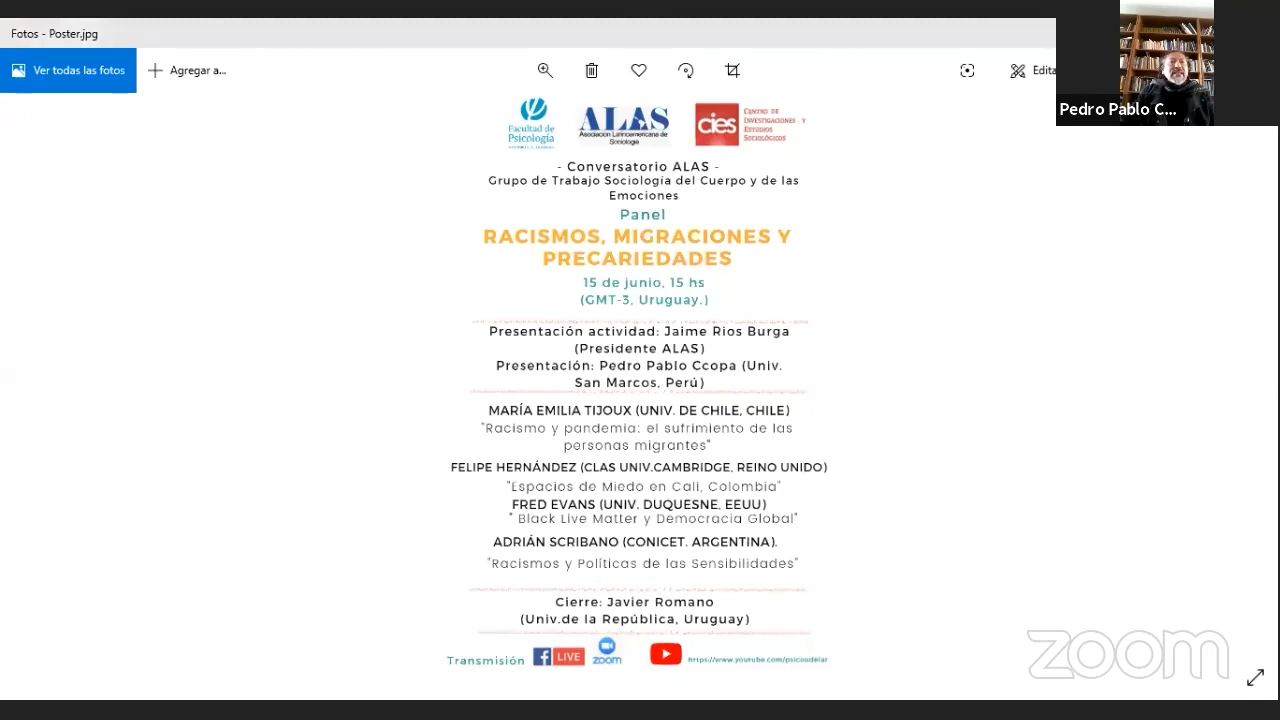 Fotos - Poster.jpg
Ver todas las fotos
Agregar a...
Edita
Pedro Pablo C...
Facultad de
Psicología
ALAS
Asociación Latinoamericana de
Sociología
cies
CENTRO DE
INVESTIGACIONES Y
ESTUDIOS
SOCIOLÓGICOS
- Conversatorio ALAS -
Grupo de Trabajo Sociología del Cuerpo y de las
Emociones
Panel
RACISMOS, MIGRACIONES Y
PRECARIEDADES
15 de junio, 15 hs
(GMT-3, Uruguay.)
Presentación actividad: Jaime Rios Burga
(Presidente ALAS)
Presentación: Pedro Pablo Ccopa (Univ.
San Marcos, Perú)
MARÍA EMILIA TIJOUX (UNIV. DE CHILE, CHILE)
"Racismo y pandemia: el sufrimiento de las
personas migrantes"
FELIPE HERNÁNDEZ (CLAS UNIV.CAMBRIDGE, REINO UNIDO)
"Espacios de Miedo en Cali, Colombia"
FRED EVANS (UNIV. DUQUESNE, EEUU)
" Black Live Matter y Democracia Global"
ADRIÁN SCRIBANO (CONICET. ARGENTINA).
"Racismos y Políticas de las Sensibilidades"
Cierre: Javier Romano
(Univ.de la República, Uruguay)
Transmisión
LIVE
zoom
https://www.youtube.com/psicoudelar
zoom